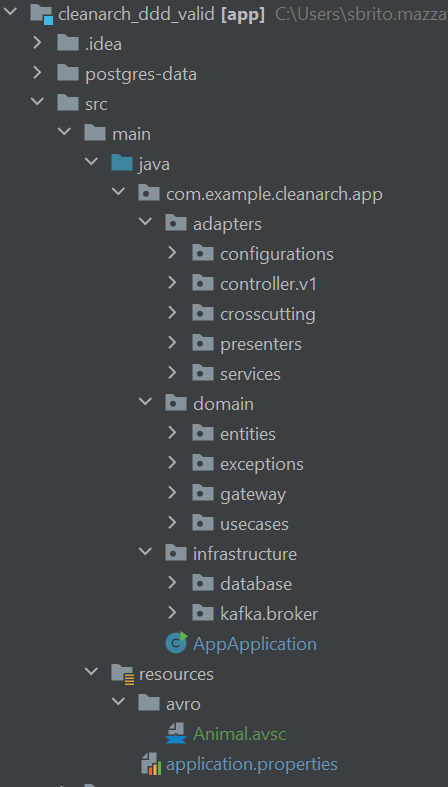 cleanarch_ddd_valid [app] C:\Users\sbrito.mazza
.idea
postgres-data
src
main
java
com.example.cleanarch.app
adapters
configurations
controller.v1
crosscutting
presenters
services
domain
entities
exceptions
gateway
usecases
infrastructure
database
kafka.broker
AppApplication
resources
avro
Animal.avsc
application.properties